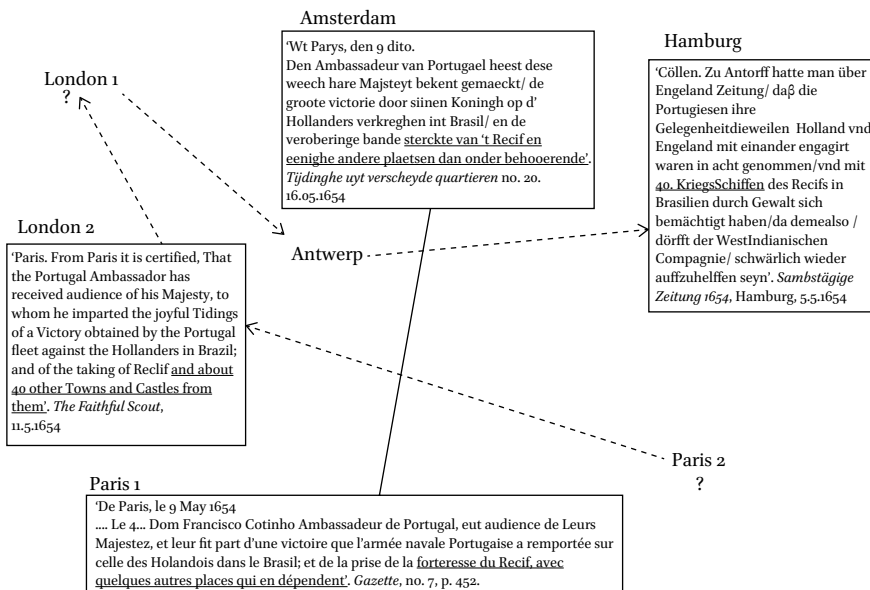 Amsterdam
'Wt Parys, den 9 dito.
Den Ambassadeur van Portugael heest dese
weech hare Majsteyt bekent gemaeckt/ de
groote victorie door siinen Koningh op d'
Hollanders verkreghen int Brasil/ en de
veroberinge bande sterckte van 't Recif en
eenighe andere plaetsen dan onder behooerende'.
Tijdinghe uyt verscheyde quartieren no. 20.
16.05.1654
Hamburg
'Cöllen. Zu Antorff hatte man über
Engeland Zeitung/ daβ die
Portugiesen ihre
Gelegenheitdieweilen Holland vnd
Engeland mit einander engagirt
waren in acht genommen/vnd mit
40. KriegsSchiffen des Recifs in
Brasilien durch Gewalt sich
bemächtigt haben/da demealso /
dörfft der WestIndianischen
Compagnie/ schwärlich wieder
auffzuhelffen seyn'. Sambstägige
Zeitung 1654, Hamburg, 5.5.1654
London 1
?
London 2
'Paris. From Paris it is certified, That
the Portugal Ambassador has
received audience of his Majesty, to
whom he imparted the joyful Tidings
of a Victory obtained by the Portugal
fleet against the Hollanders in Brazil;
and of the taking of Reclif and about
40 other Towns and Castles from
them'. The Faithful Scout,
11.5.1654
Antwerp
Paris 2
?
Paris 1
'De Paris, le 9 May 1654
.... Le 4... Dom Francisco Cotinho Ambassadeur de Portugal, eut audience de Leurs
Majestez, et leur fit part d'une victoire que l'armée navale Portugaise a remportée sur
celle des Holandois dans le Brasil; et de la prise de la forteresse du Recif, avec
quelques autres places qui en dépendent'. Gazette, no. 7, p. 452.